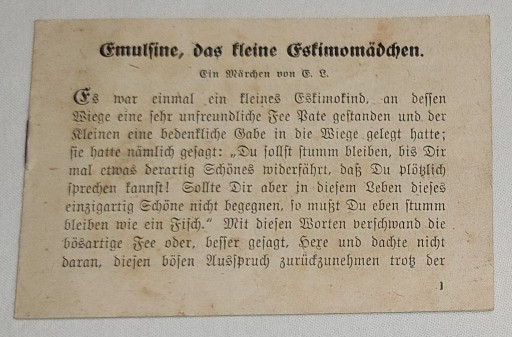 Emulsine, das kleine Eskimomädchen.
Ein Märchen von E. L.
Es war einmal ein kleines Eskimokind, an dessen
Wiege eine sehr unfreundliche Fee Pate gestanden und der
Kleinen eine bedenkliche Gabe in die Wiege gelegt hatte;
sie hatte nämlich gesagt: „Du sollst stumm bleiben, bis Dir
mal etwas derartig Schönes widerfährt, daß Du plötzlich
sprechen kannst! Sollte Dir aber in diesem Leben dieses
einzigartig Schöne nicht begegnen, so mußt Du eben stumm
bleiben wie ein Fisch.“ Mit diesen Worten verschwand die
bösartige Fee oder, besser gesagt, Hexe und dachte nicht
daran, diesen bösen Ausspruch zurückzunehmen trotz der
1